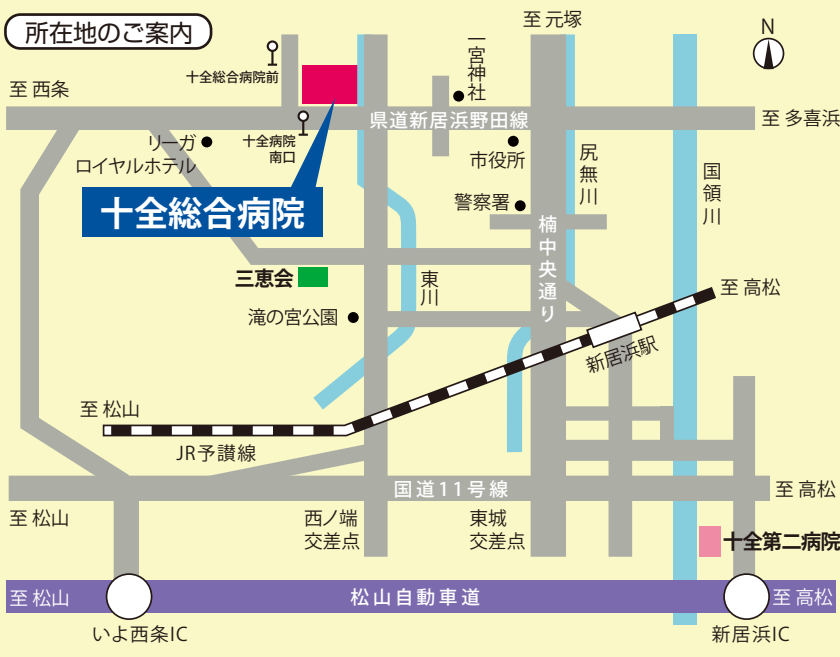 所在地のご案内
至 元塚
N
一宮神社
十全総合病院前
至 西条
県道新居浜野田線
至 多喜浜
リーガ
ロイヤルホテル
十全病院
南口
市役所
尻無川
国領川
十全総合病院
警察署
楠中央通り
三恵会
東川
至 高松
滝の宮公園
新居浜駅
至 松山
JR予讃線
国道11号線
至 高松
至 松山
西ノ端
交差点
東城
交差点
十全第二病院
至 松山
松山自動車道
至 高松
いよ西条IC
新居浜IC